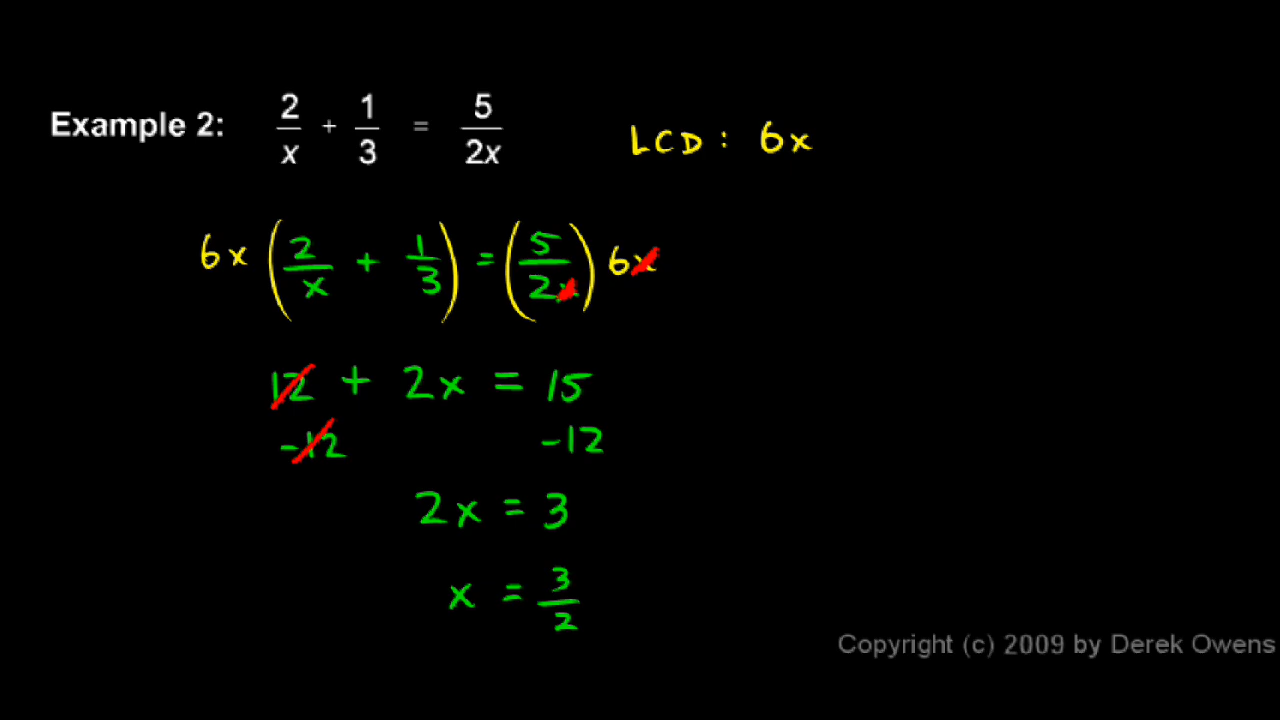 Example 2: 2/x + 1/3 = 5/2x LCD : 6x
6x (2/x + 1/3) = (5/2x) 6x
12 + 2x = 15
-12 -12
2x = 3
x = 3/2
Copyright (c) 2009 by Derek Owens